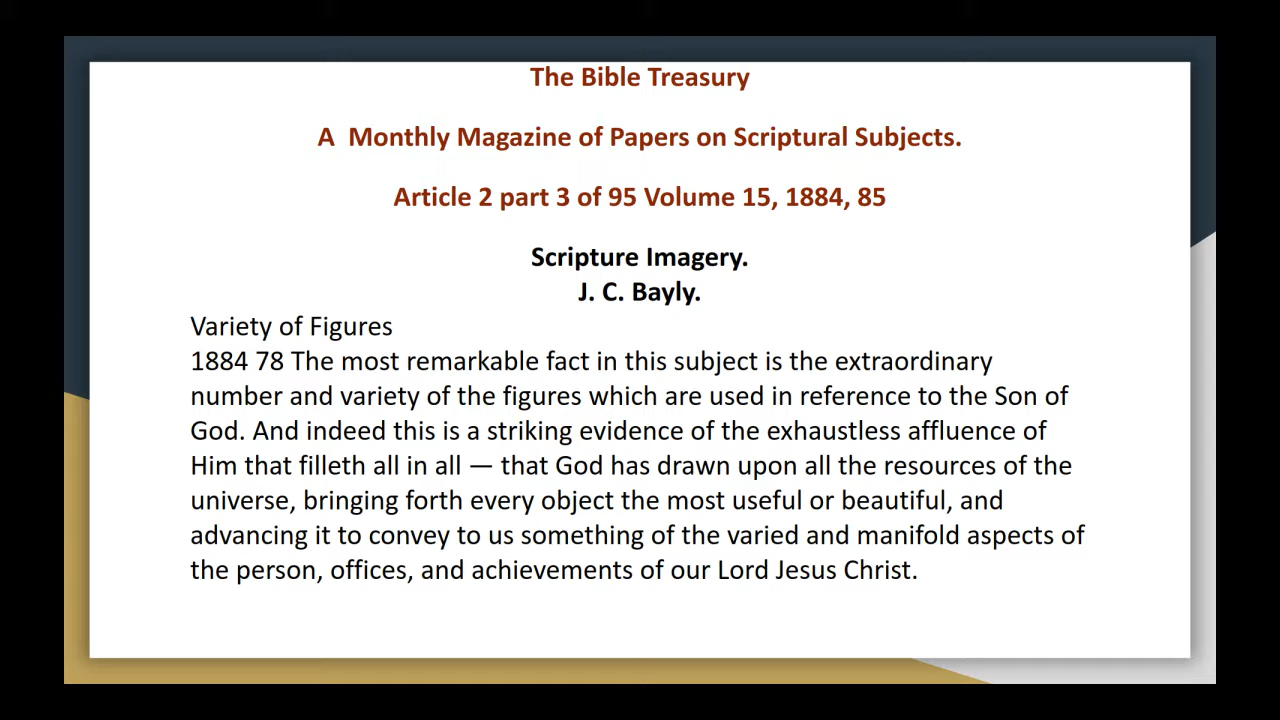 The Bible Treasury
A  Monthly Magazine of Papers on Scriptural Subjects.
Article 2 part 3 of 95 Volume 15, 1884, 85
Scripture Imagery.
J. C. Bayly.
Variety of Figures
1884 78 The most remarkable fact in this subject is the extraordinary
number and variety of the figures which are used in reference to the Son of
God. And indeed this is a striking evidence of the exhaustless affluence of
Him that filleth all in all — that God has drawn upon all the resources of the
universe, bringing forth every object the most useful or beautiful, and
advancing it to convey to us something of the varied and manifold aspects of
the person, offices, and achievements of our Lord Jesus Christ.